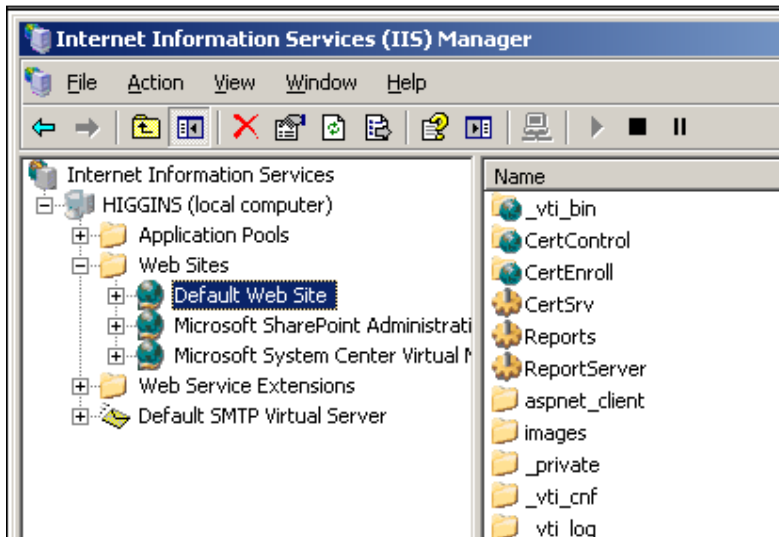 Internet Information Services (IIS) Manager
File Action View Window Help
Internet Information Services
HIGGINS (local computer)
Application Pools
Web Sites
Default Web Site
Microsoft SharePoint Administrati
Microsoft System Center Virtual M
Web Service Extensions
Default SMTP Virtual Server
Name
_vti_bin
CertControl
CertEnroll
CertSrv
Reports
ReportServer
aspnet_client
images
_private
_vti_cnf
_vti_log